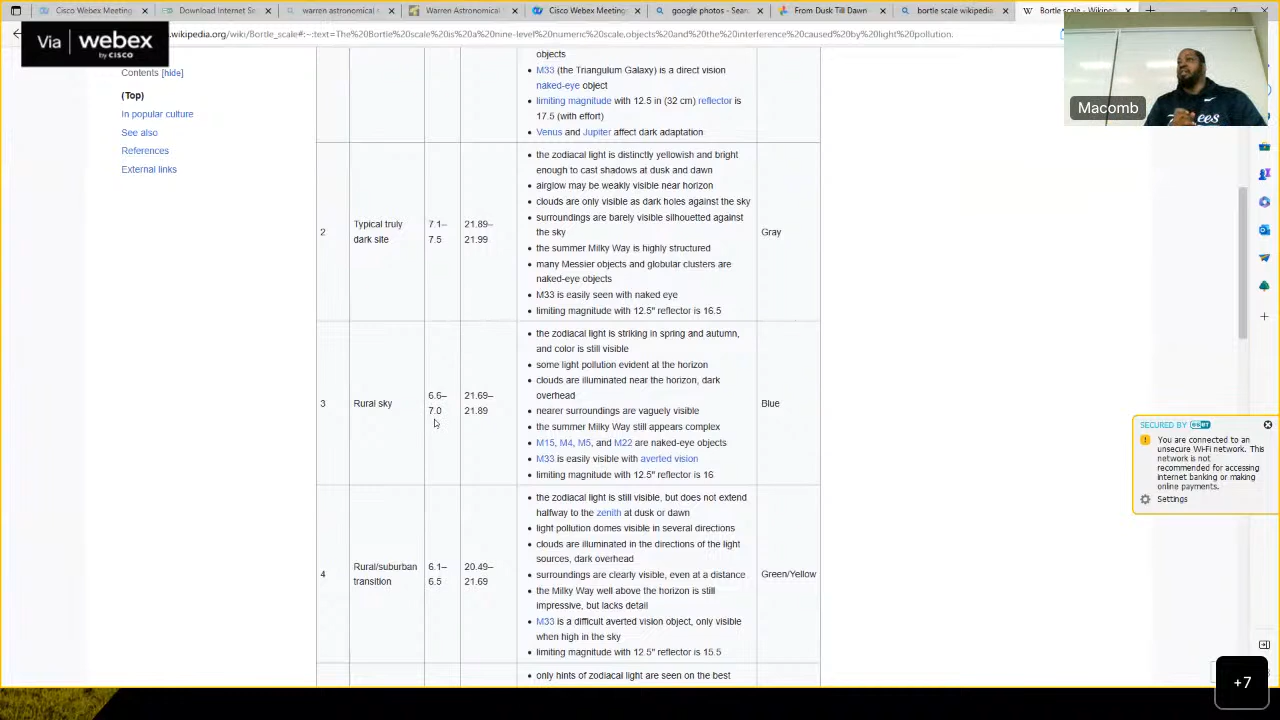 Cisco Webex Meeting
Download Internet Se
warren astronomical s
Warren Astronomical S
Cisco Webex Meeting
google photos - Sear
From Dusk Till Dawn
bortle scale wikipedia
Bortle scale - Wikiped
Via webex
by CISCO
.wikipedia.org/wiki/Bortle_scale#:~:text=The%20Bortle%20scale%20is%20a%20nine-level%20numeric%20scale,objects%20and%20the%20interference%20caused%20by%20light%20pollution.
Macomb
Contents [hide]
(Top)
In popular culture
See also
References
External links
objects
M33 (the Triangulum Galaxy) is a direct vision
naked-eye object
limiting magnitude with 12.5 in (32 cm) reflector is
17.5 (with effort)
Venus and Jupiter affect dark adaptation
2
Typical truly
dark site
7.1–
7.5
21.89–
21.99
the zodiacal light is distinctly yellowish and bright
enough to cast shadows at dusk and dawn
airglow may be weakly visible near horizon
clouds are only visible as dark holes against the sky
surroundings are barely visible silhouetted against
the sky
the summer Milky Way is highly structured
many Messier objects and globular clusters are
naked-eye objects
M33 is easily seen with naked eye
limiting magnitude with 12.5" reflector is 16.5
Gray
3
Rural sky
6.6–
7.0
21.69–
21.89
the zodiacal light is striking in spring and autumn,
and color is still visible
some light pollution evident at the horizon
clouds are illuminated near the horizon, dark
overhead
nearer surroundings are vaguely visible
the summer Milky Way still appears complex
M15, M4, M5, and M22 are naked-eye objects
M33 is easily visible with averted vision
limiting magnitude with 12.5" reflector is 16
Blue
4
Rural/suburban
transition
6.1–
6.5
20.49–
21.69
the zodiacal light is still visible, but does not extend
halfway to the zenith at dusk or dawn
light pollution domes visible in several directions
clouds are illuminated in the directions of the light
sources, dark overhead
surroundings are clearly visible, even at a distance
the Milky Way well above the horizon is still
impressive, but lacks detail
M33 is a difficult averted vision object, only visible
when high in the sky
limiting magnitude with 12.5" reflector is 15.5
Green/Yellow
only hints of zodiacal light are seen on the best
SECURED BY eset
You are connected to an
unsecure Wi-Fi network. This
network is not
recommended for accessing
internet banking or making
online payments.
Settings
+7